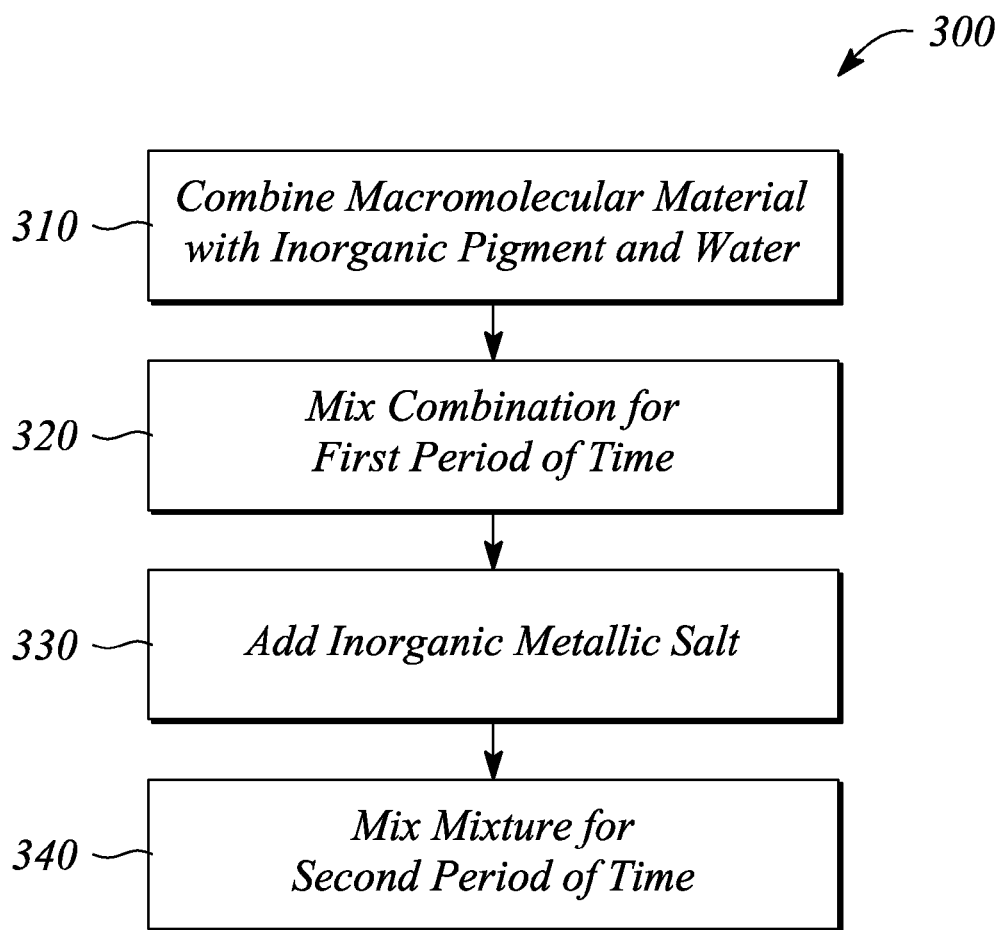 300
310
Combine Macromolecular Material
with Inorganic Pigment and Water
320
Mix Combination for
First Period of Time
330
Add Inorganic Metallic Salt
340
Mix Mixture for
Second Period of Time